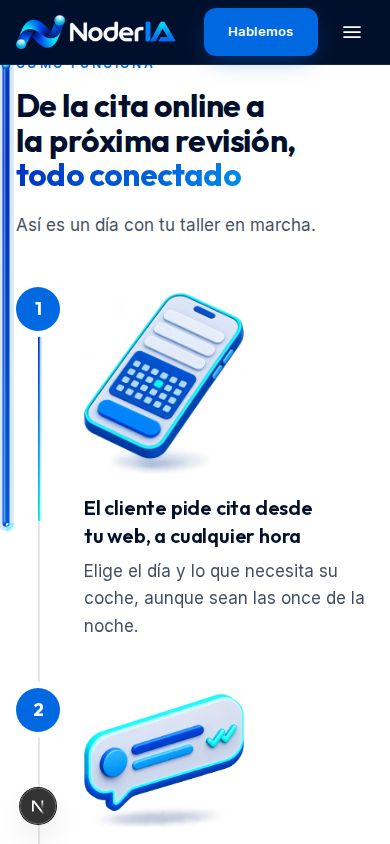 NoderIA
Hablemos
CÓMO FUNCIONA
De la cita online a
la próxima revisión,
todo conectado
Así es un día con tu taller en marcha.
1
El cliente pide cita desde
tu web, a cualquier hora
Elige el día y lo que necesita su
coche, aunque sean las once de la
noche.
2
N